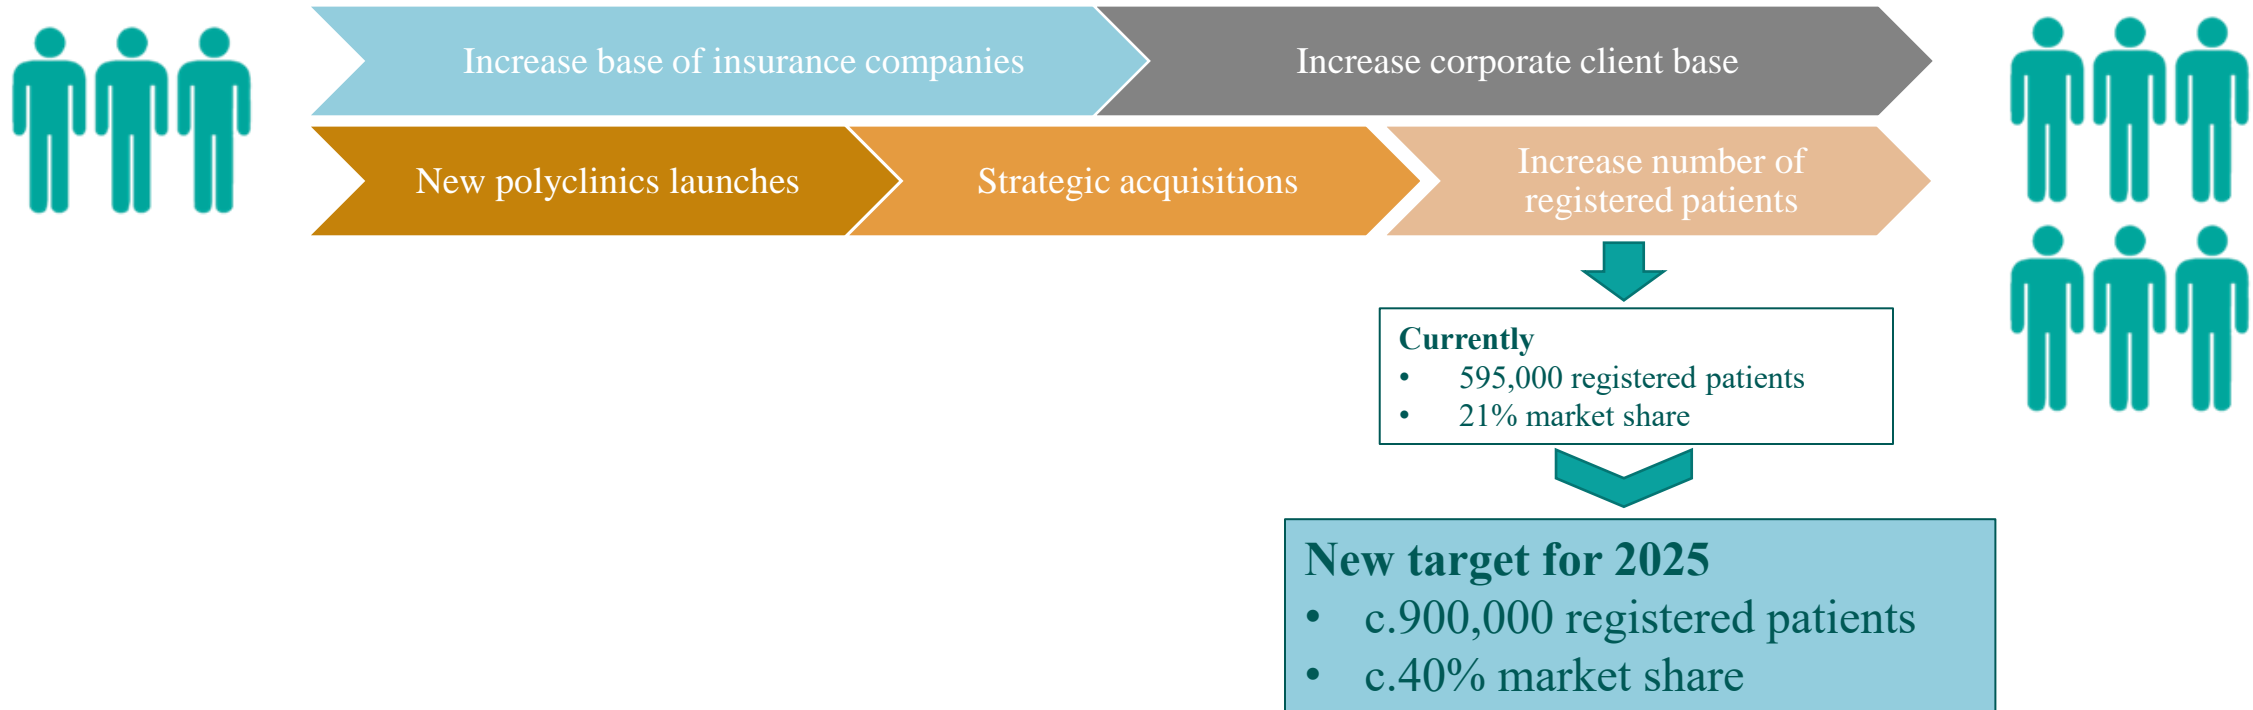 Increase base of insurance companies
Increase corporate client base
New polyclinics launches
Strategic acquisitions
Increase number of
registered patients
Currently
• 595,000 registered patients
• 21% market share
New target for 2025
• c.900,000 registered patients
• c.40% market share